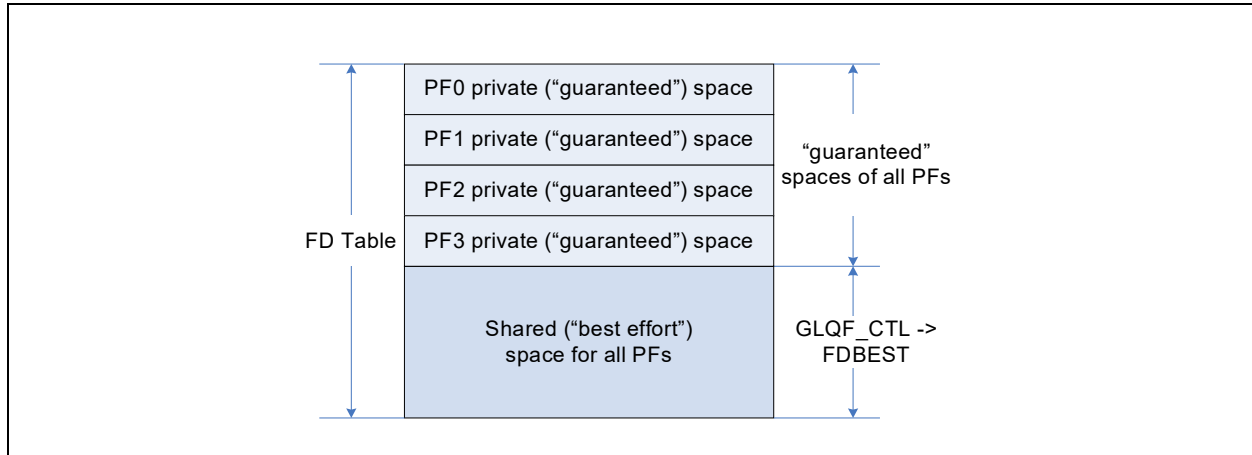 PF0 private (“guaranteed”) space
PF1 private (“guaranteed”) space
“guaranteed”
spaces of all PFs
PF2 private (“guaranteed”) space
FD Table
PF3 private (“guaranteed”) space
Shared (“best effort”)
space for all PFs
GLQF_CTL ->
FDBEST